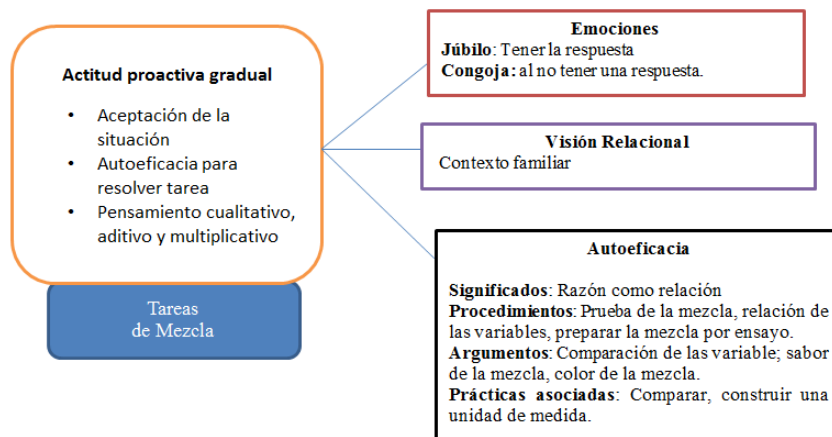 Actitud proactiva gradual
• Aceptación de la
situación
• Autoeficacia para
resolver tarea
• Pensamiento cualitativo,
aditivo y multiplicativo
Tareas
de Mezcla
Emociones
Júbilo: Tener la respuesta
Congoja: al no tener una respuesta.
Visión Relacional
Contexto familiar
Autoeficacia
Significados: Razón como relación
Procedimientos: Prueba de la mezcla, relación de
las variables, preparar la mezcla por ensayo.
Argumentos: Comparación de las variable; sabor
de la mezcla, color de la mezcla.
Prácticas asociadas: Comparar, construir una
unidad de medida.